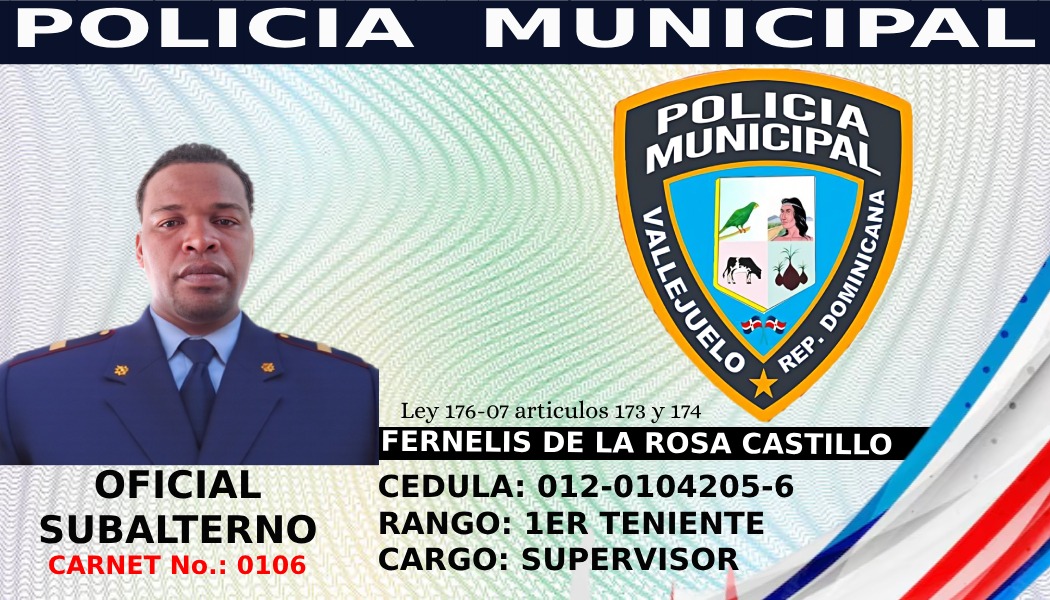 POLICIA MUNICIPAL
POLICIA
MUNICIPAL
VALLEJUELO
REP. DOMINICANA
Ley 176-07 articulos 173 y 174
FERNELIS DE LA ROSA CASTILLO
OFICIAL
SUBALTERNO
CARNET No.: 0106
CEDULA: 012-0104205-6
RANGO: 1ER TENIENTE
CARGO: SUPERVISOR